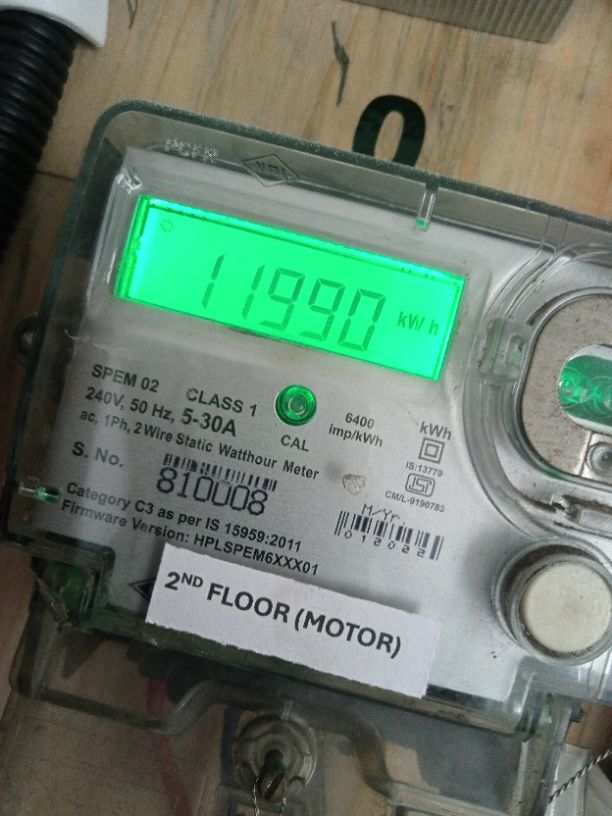 11990 kWh
SPEM 02 CLASS 1
240V, 50 Hz, 5-30A
CAL
6400
imp/kWh
kWh
ac, 1Ph, 2 Wire Static Watthour Meter
IS:13779
ISI
CM/L-9190783
S. No.
810008
M/Yr.
012022
Category C3 as per IS 15959:2011
Firmware Version: HPLSPEM6XXX01
2ND FLOOR (MOTOR)